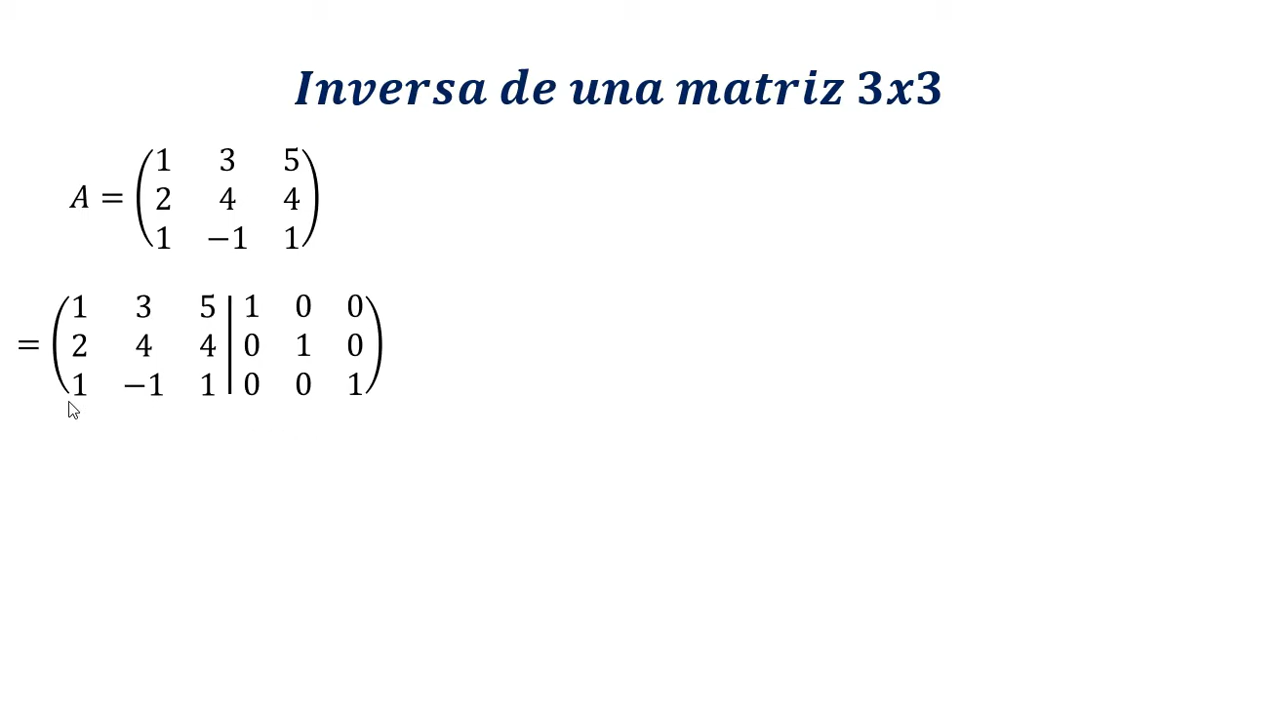 Inversa de una matriz 3x3
1 3 5
A = 2 4 4
1 −1 1
1 3 5 | 1 0 0
= 2 4 4 | 0 1 0
1 −1 1 | 0 0 1